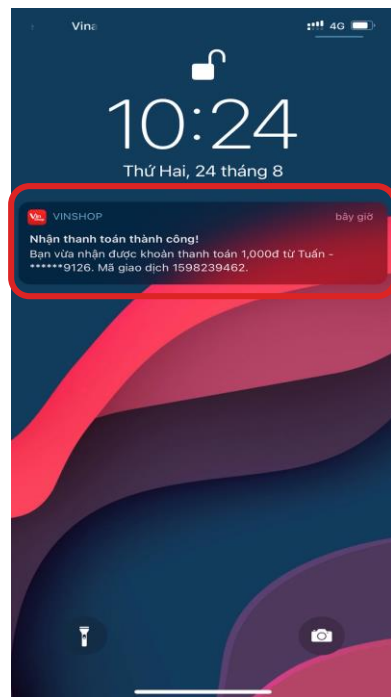 Vina
4G
10:24
Thứ Hai, 24 tháng 8
Vin
VINSHOP
bây giờ
Nhận thanh toán thành công!
Bạn vừa nhận được khoản thanh toán 1,000đ từ Tuấn -
******9126. Mã giao dịch 1598239462.